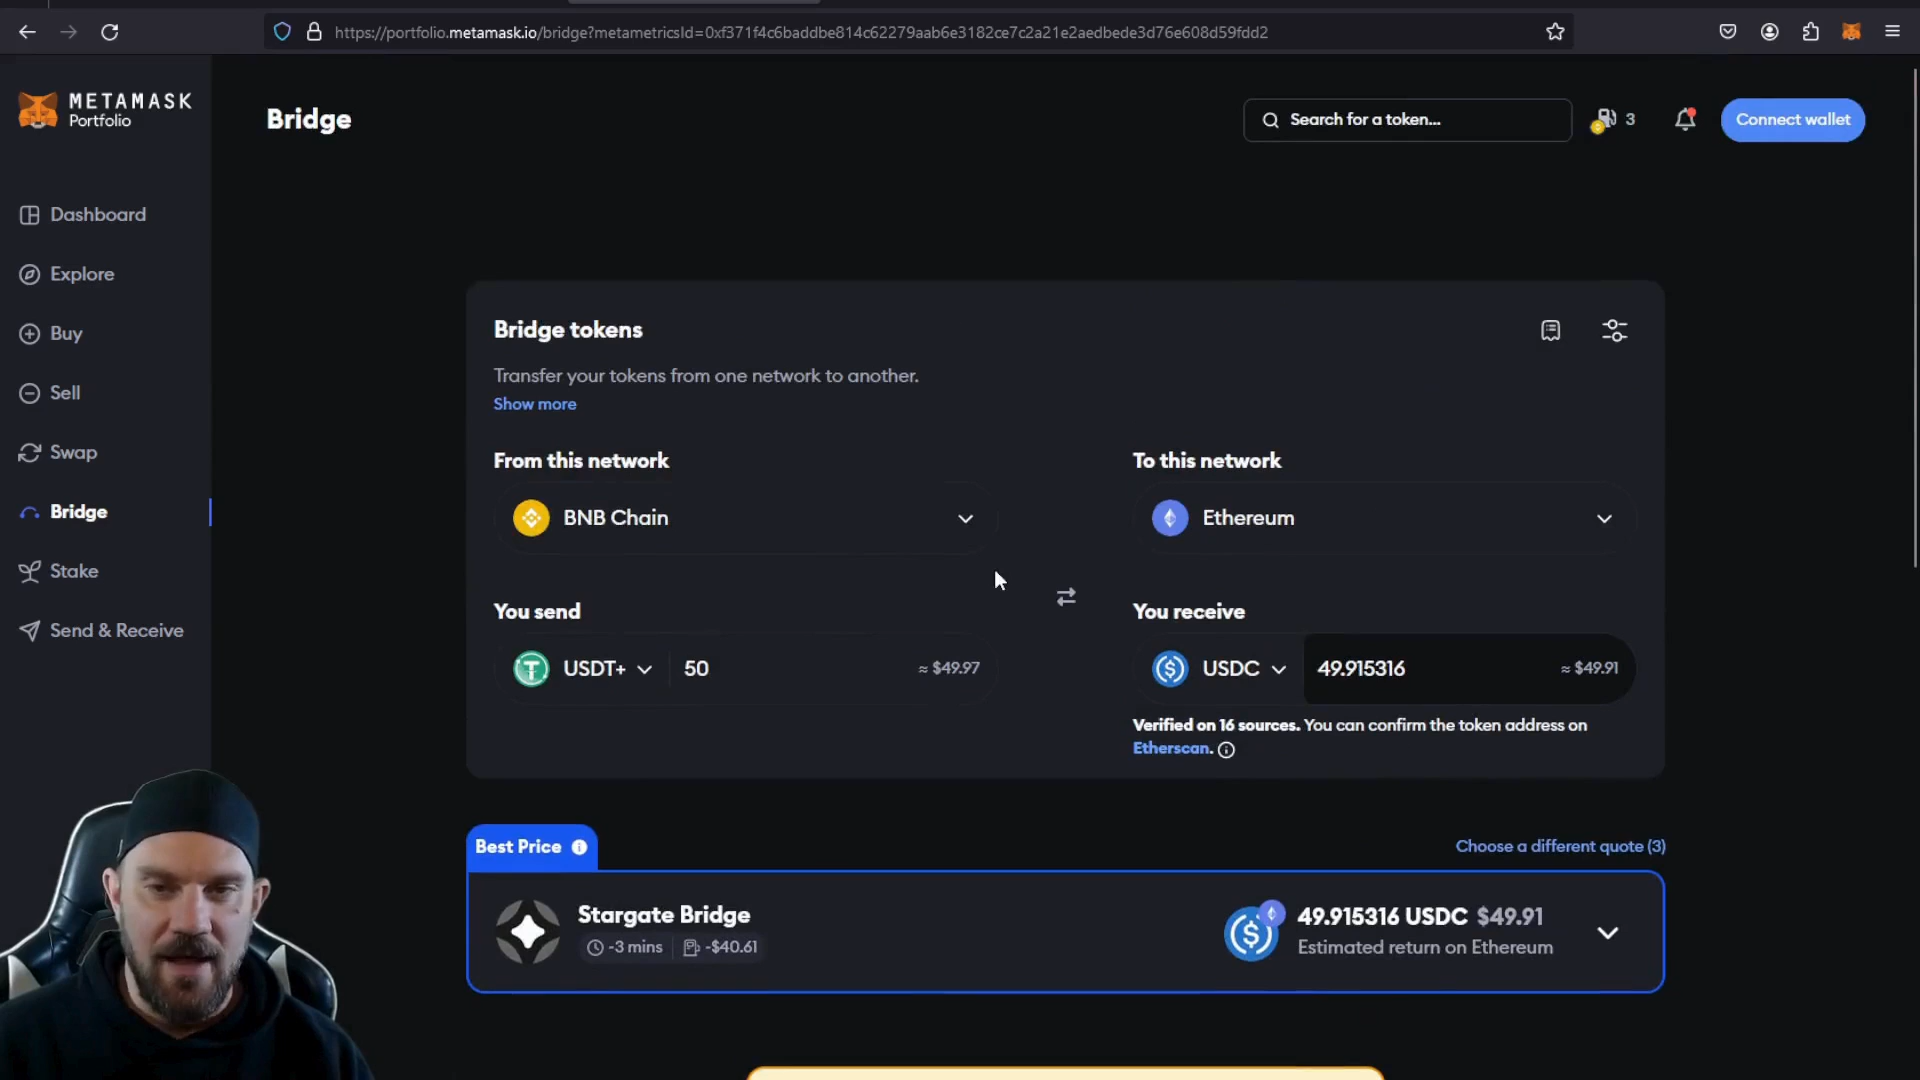 https://portfolio.metamask.io/bridge?metametricsId=0xf371f4c6baddbe814c62279aab6e3182ce7c2a21e2aedbede3d76e608d59fdd2
METAMASK
Portfolio
Bridge
Search for a token...
3
Connect wallet
Dashboard
Explore
Buy
Sell
Swap
Bridge
Stake
Send & Receive
Bridge tokens
Transfer your tokens from one network to another.
Show more
From this network
To this network
BNB Chain
Ethereum
You send
You receive
USDT+
50
≈ $49.97
USDC
49.915316
≈ $49.91
Verified on 16 sources. You can confirm the token address on
Etherscan.
Best Price
Choose a different quote (3)
Stargate Bridge
~3 mins
~$40.61
49.915316 USDC $49.91
Estimated return on Ethereum